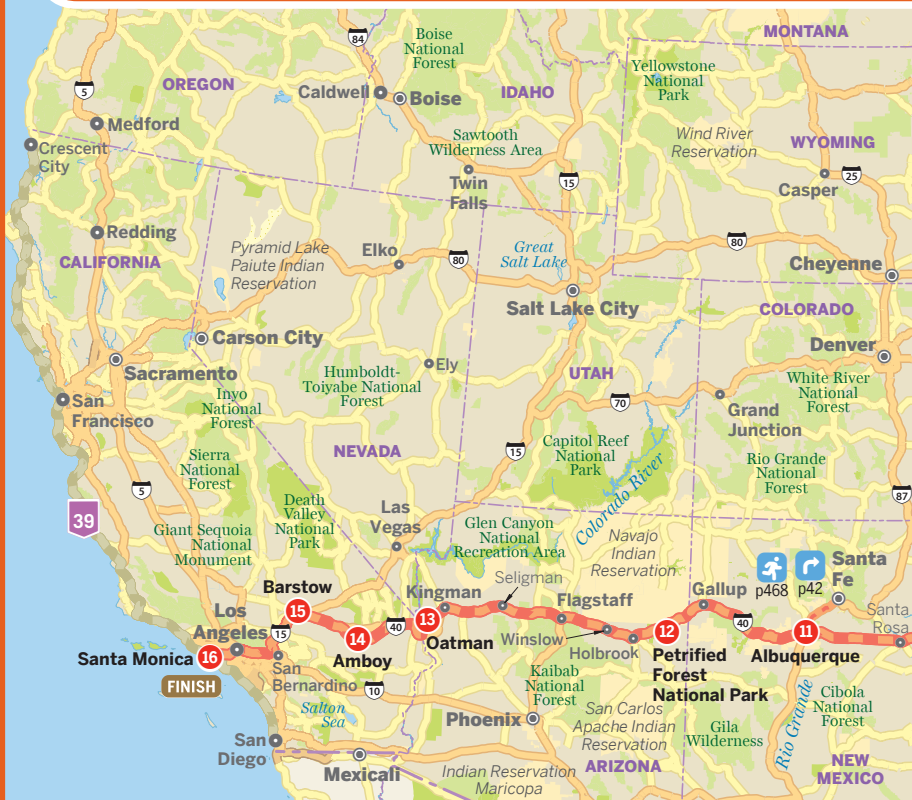 MONTANA
84
Boise
National
Forest
Yellowstone
National
Park
OREGON
5
Caldwell
Boise
IDAHO
Medford
Wind River
Reservation
WYOMING
Crescent
City
Sawtooth
Wilderness Area
Twin
Falls
15
25
Casper
Redding
CALIFORNIA
Pyramid Lake
Paiute Indian
Reservation
Elko
80
Great
Salt Lake
80
Cheyenne
Salt Lake City
COLORADO
Carson City
Denver
Sacramento
Ely
Humboldt-
Toiyabe National
Forest
UTAH
White River
National
Forest
San
Francisco
Inyo
National
Forest
70
Grand
Junction
NEVADA
15
Capitol Reef
National
Park
Rio Grande
National
Forest
Sierra
National
Forest
5
87
Colorado River
39
Death
Valley
National
Park
Las
Vegas
Giant Sequoia
National
Monument
Glen Canyon
National
Recreation Area
Navajo
Indian
Reservation
Santa
Fe
p468
p42
Barstow
15
Kingman
Seligman
Gallup
Los
Angeles
15
14
40
13
Flagstaff
40
Santa
Rosa
Santa Monica
16
Amboy
Oatman
Winslow
Holbrook
12
11
Petrified
Forest
National Park
Albuquerque
FINISH
San
Bernardino
10
Kaibab
National
Forest
Salton
Sea
Phoenix
San Carlos
Apache Indian
Reservation
Gila
Wilderness
Rio Grande
Cibola
National
Forest
San
Diego
Mexicali
Indian Reservation
Maricopa
ARIZONA
NEW
MEXICO